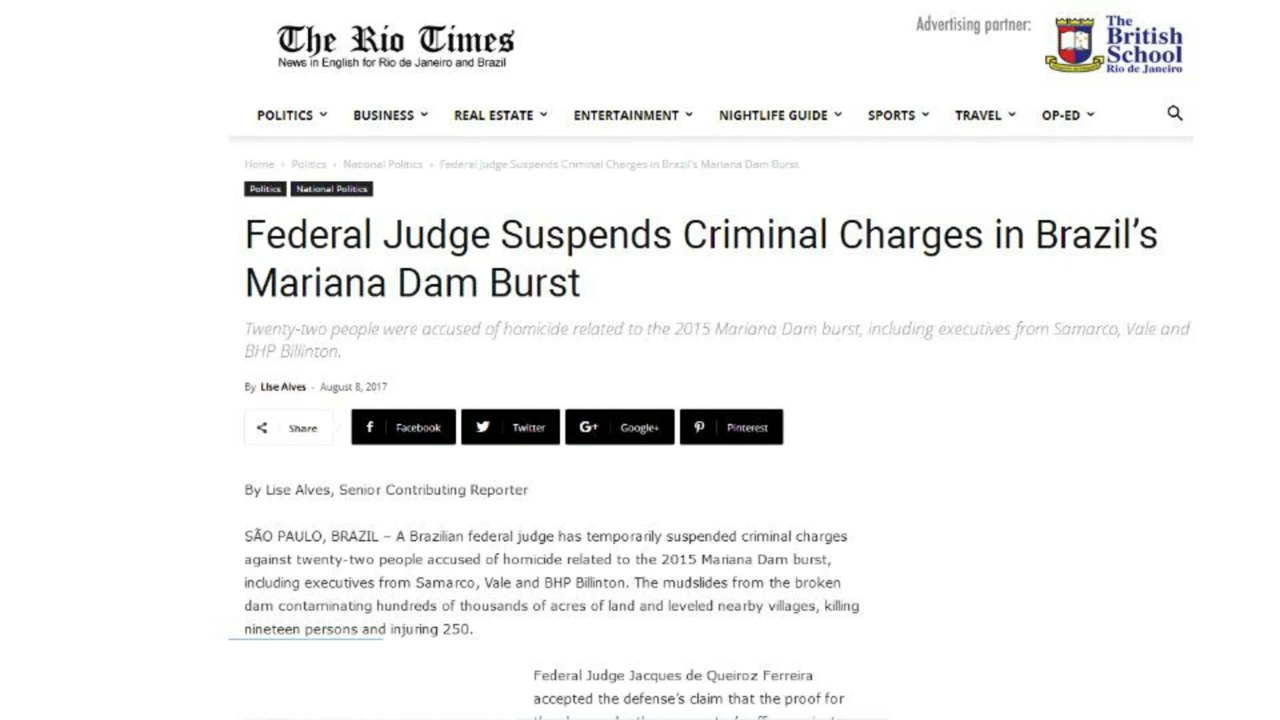 The Rio Times
News in English for Rio de Janeiro and Brazil
Advertising partner:
The
British
School
Rio de Janeiro
POLITICS BUSINESS REAL ESTATE ENTERTAINMENT NIGHTLIFE GUIDE SPORTS TRAVEL OP-ED
Home › Politics › National Politics › Federal Judge Suspends Criminal Charges in Brazil's Mariana Dam Burst
Politics National Politics
Federal Judge Suspends Criminal Charges in Brazil's
Mariana Dam Burst
Twenty-two people were accused of homicide related to the 2015 Mariana Dam burst, including executives from Samarco, Vale and
BHP Billinton.
By Lise Alves - August 8, 2017
Share Facebook Twitter G+ Google+ Pinterest
By Lise Alves, Senior Contributing Reporter
SÃO PAULO, BRAZIL – A Brazilian federal judge has temporarily suspended criminal charges
against twenty-two people accused of homicide related to the 2015 Mariana Dam burst,
including executives from Samarco, Vale and BHP Billinton. The mudslides from the broken
dam contaminating hundreds of thousands of acres of land and leveled nearby villages, killing
nineteen persons and injuring 250.
Federal Judge Jacques de Queiroz Ferreira
accepted the defense's claim that the proof for